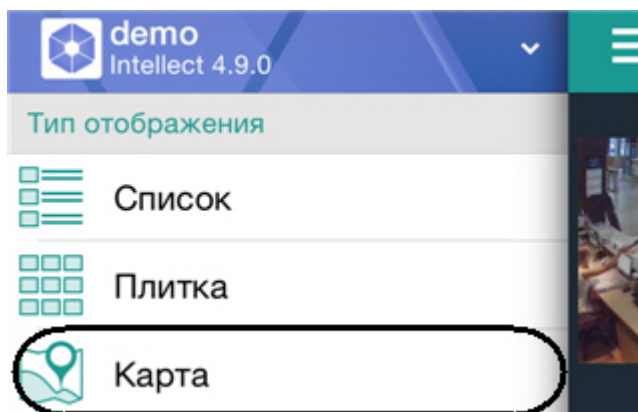 demo
Intellect 4.9.0
Тип отображения
Список
Плитка
Карта